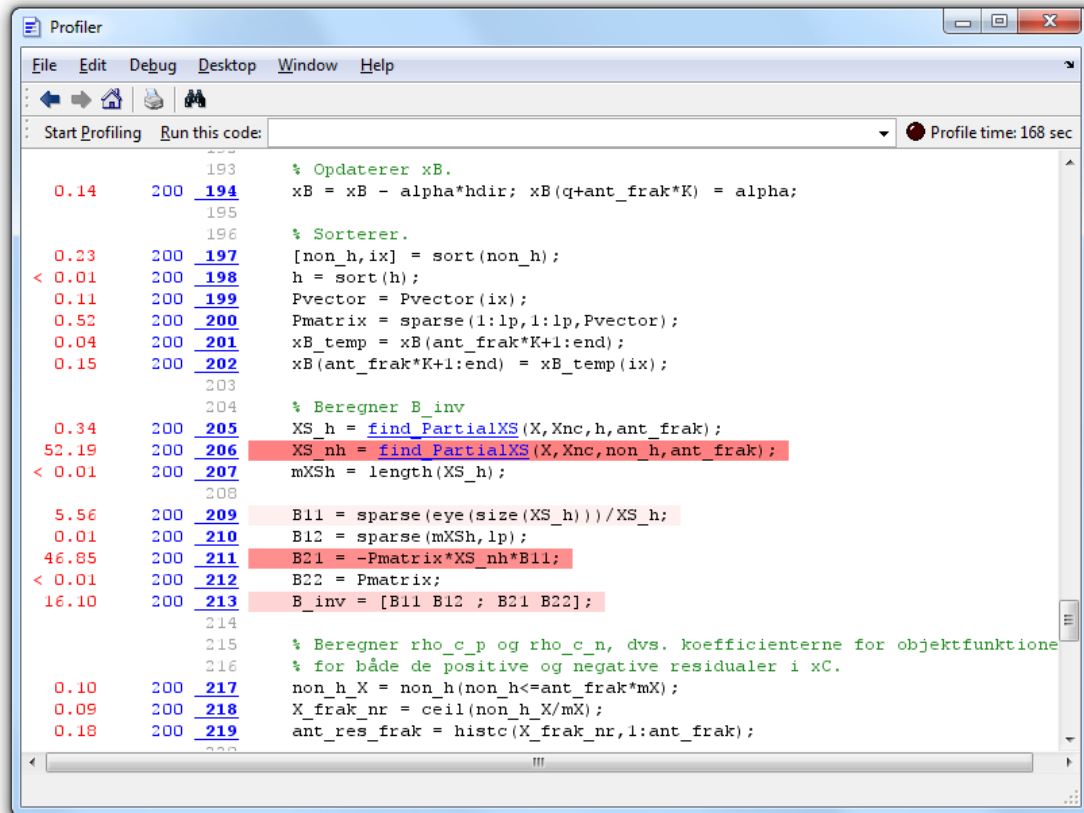 Profiler
File Edit Debug Desktop Window Help
Start Profiling Run this code: Profile time: 168 sec
193 % Opdaterer xB.
0.14 200 194 xB = xB - alpha*hdir; xB(q+ant_frak*K) = alpha;
195
196 % Sorterer.
0.23 200 197 [non_h,ix] = sort(non_h);
< 0.01 200 198 h = sort(h);
0.11 200 199 Pvector = Pvector(ix);
0.52 200 200 Pmatrix = sparse(1:lp,1:lp,Pvector);
0.04 200 201 xB_temp = xB(ant_frak*K+1:end);
0.15 200 202 xB(ant_frak*K+1:end) = xB_temp(ix);
203
204 % Beregner B_inv
0.34 200 205 XS_h = find_PartialXS(X,Xnc,h,ant_frak);
52.19 200 206 XS_nh = find_PartialXS(X,Xnc,non_h,ant_frak);
< 0.01 200 207 mXSh = length(XS_h);
208
5.56 200 209 B11 = sparse(eye(size(XS_h)))/XS_h;
0.01 200 210 B12 = sparse(mXSh,lp);
46.85 200 211 B21 = -Pmatrix*XS_nh*B11;
< 0.01 200 212 B22 = Pmatrix;
16.10 200 213 B_inv = [B11 B12 ; B21 B22];
214
215 % Beregner rho_c_p og rho_c_n, dvs. koefficienterne for objektfunktione
216 % for både de positive og negative residualer i xC.
0.10 200 217 non_h_X = non_h(non_h<=ant_frak*mX);
0.09 200 218 X_frak_nr = ceil(non_h_X/mX);
0.18 200 219 ant_res_frak = histc(X_frak_nr,1:ant_frak);